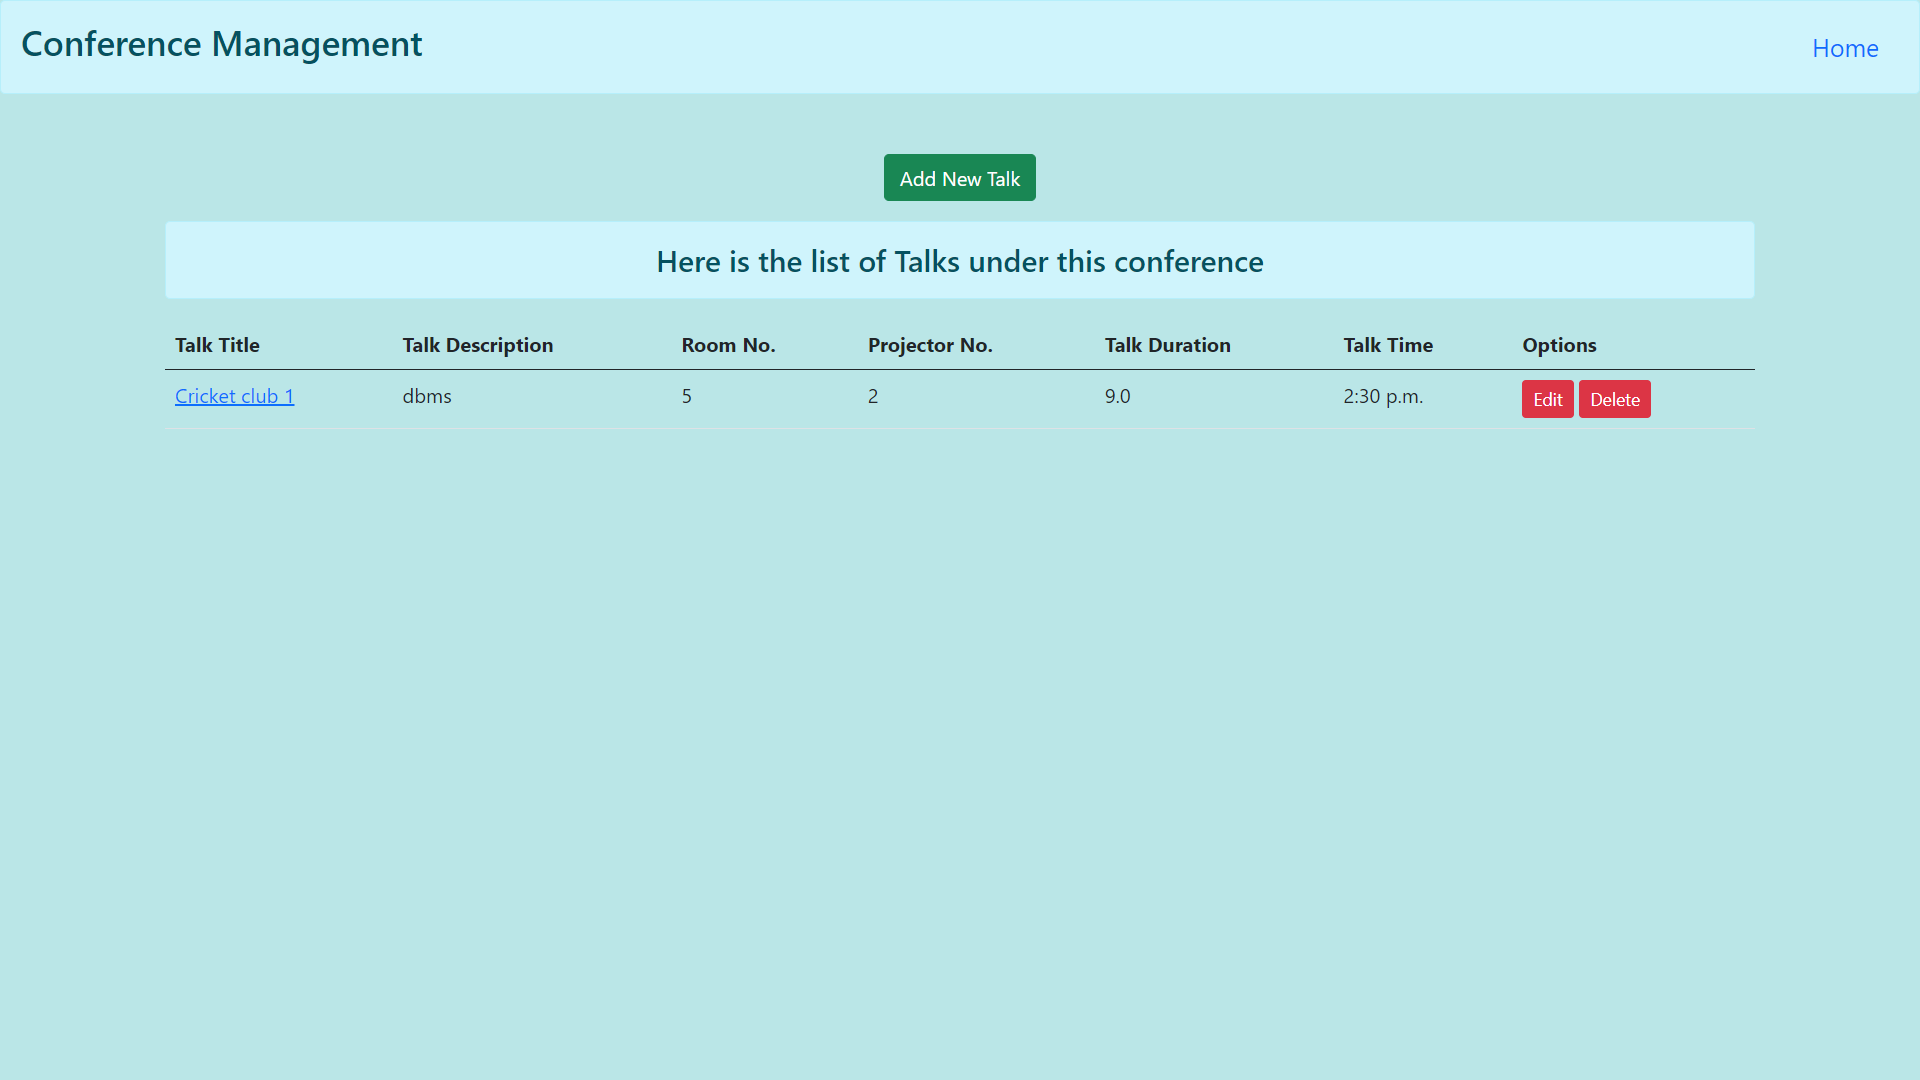 Conference Management
Home
Add New Talk
Here is the list of Talks under this conference
Talk Title Talk Description Room No. Projector No. Talk Duration Talk Time Options
Cricket club 1 dbms 5 2 9.0 2:30 p.m. Edit Delete